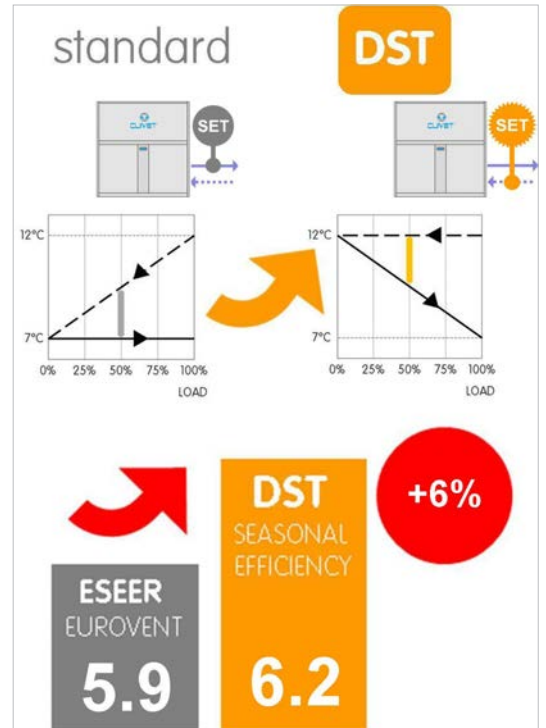 standard
DST
CLIVET
SET
CLIVET
SET
12°C
7°C
0% 25% 50% 75% 100%
LOAD
12°C
7°C
0% 25% 50% 75% 100%
LOAD
ESEER
EUROVENT
5.9
DST
SEASONAL
EFFICIENCY
6.2
+6%